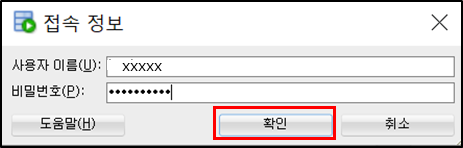 접속 정보
사용자 이름(U): xxxxx
비밀번호(P): ••••••••••
도움말(H) 확인 취소